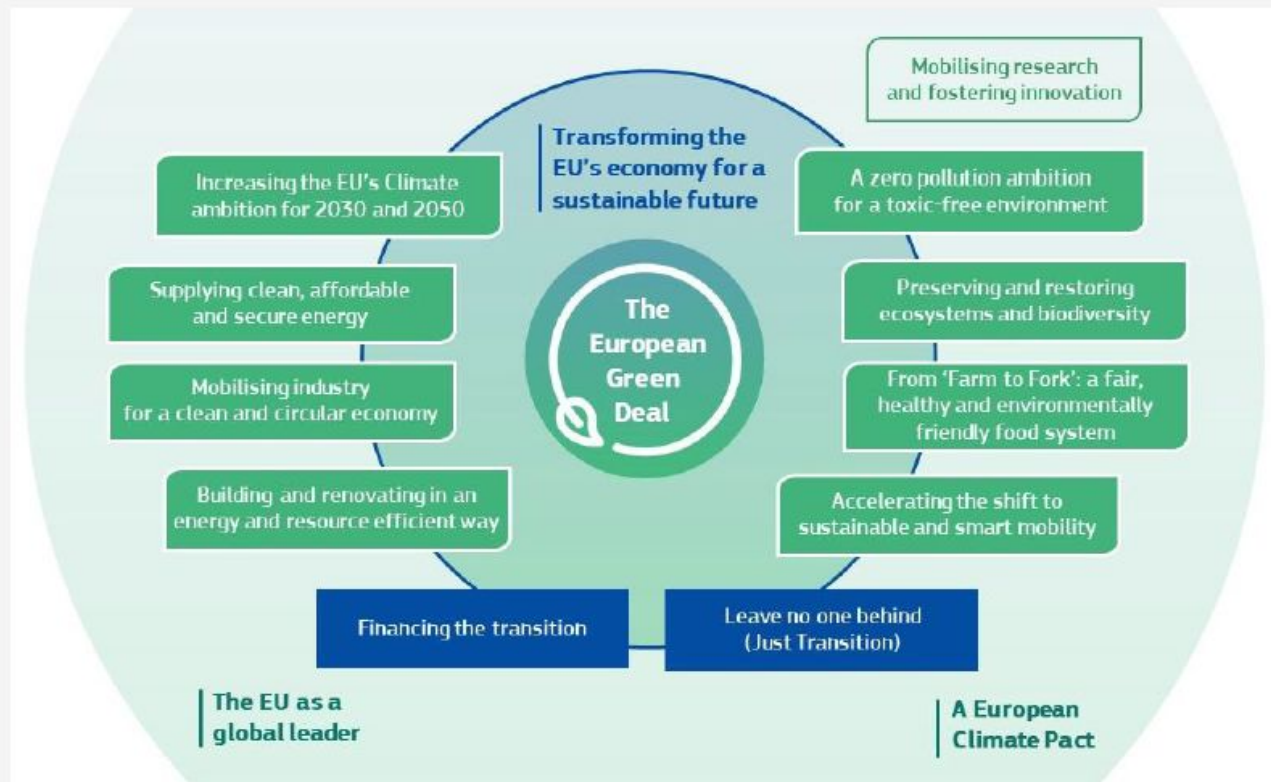 Mobilising research
and fostering innovation
Transforming the
EU's economy for a
sustainable future
Increasing the EU's Climate
ambition for 2030 and 2050
A zero pollution ambition
for a toxic-free environment
Supplying clean, affordable
and secure energy
Preserving and restoring
ecosystems and biodiversity
The
European
Green
Deal
Mobilising industry
for a clean and circular economy
From ‘Farm to Fork’: a fair,
healthy and environmentally
friendly food system
Building and renovating in an
energy and resource efficient way
Accelerating the shift to
sustainable and smart mobility
Financing the transition
Leave no one behind
(Just Transition)
The EU as a
global leader
A European
Climate Pact